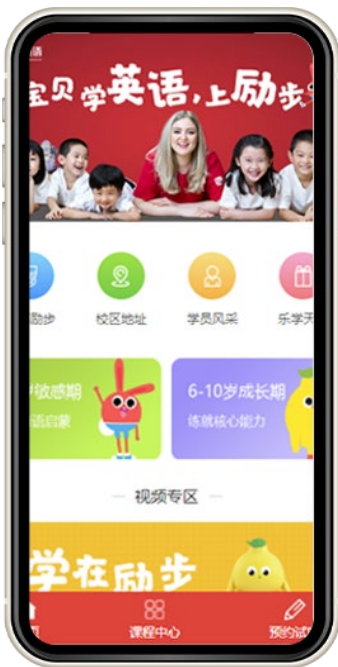 宝贝学英语,上励步
励步
校区地址
学员风采
乐学天
敏感期
语启蒙
6-10岁成长期
练就核心能力
视频专区
学在励步
页
课程中心
预约试